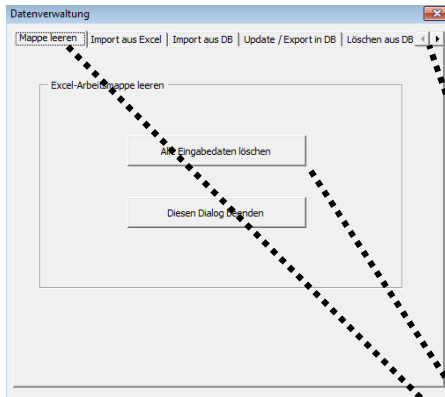 Datenverwaltung
Mappe leeren Import aus Excel Import aus DB Update / Export in DB Löschen aus DB
Excel-Arbeitsmappe leeren
Alle Eingabedaten löschen
Diesen Dialog beenden